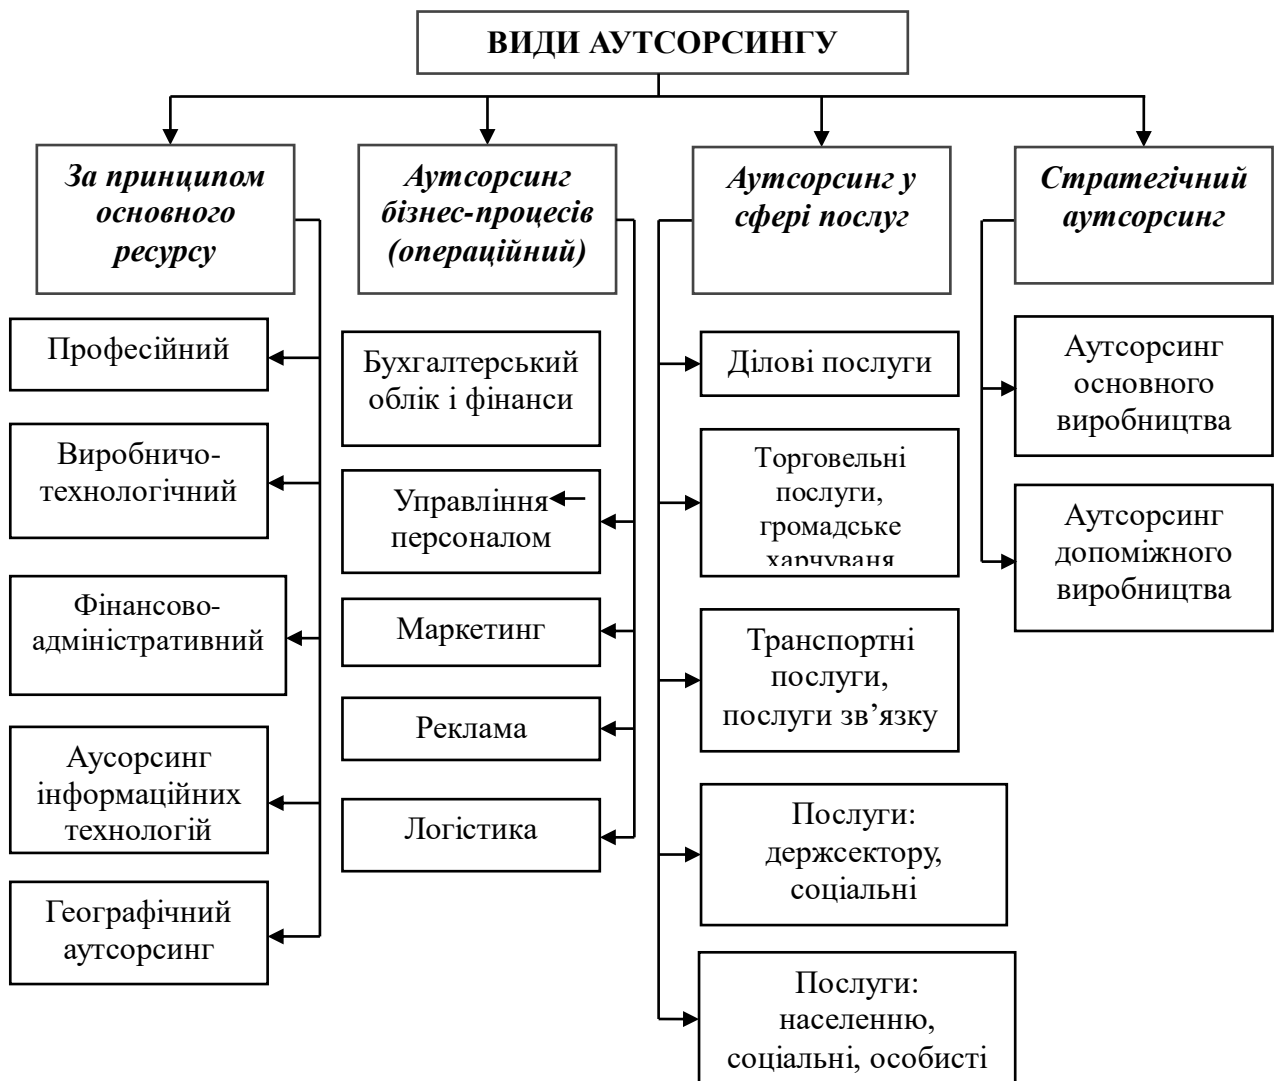 ВИДИ АУТСОРСИНГУ
За принципом
основного
ресурсу
Аутсорсинг
бізнес-процесів
(операційний)
Аутсорсинг у
сфері послуг
Стратегічний
аутсорсинг
Професійний
Виробничо-
технологічний
Фінансово-
адміністративний
Аусорсинг
інформаційних
технологій
Географічний
аутсорсинг
Бухгалтерський
облік і фінанси
Управління
персоналом
Маркетинг
Реклама
Логістика
Ділові послуги
Торговельні
послуги,
громадське
харчуваня
Транспортні
послуги,
послуги зв’язку
Послуги:
держсектору,
соціальні
Послуги:
населенню,
соціальні, особисті
Аутсорсинг
основного
виробництва
Аутсорсинг
допоміжного
виробництва